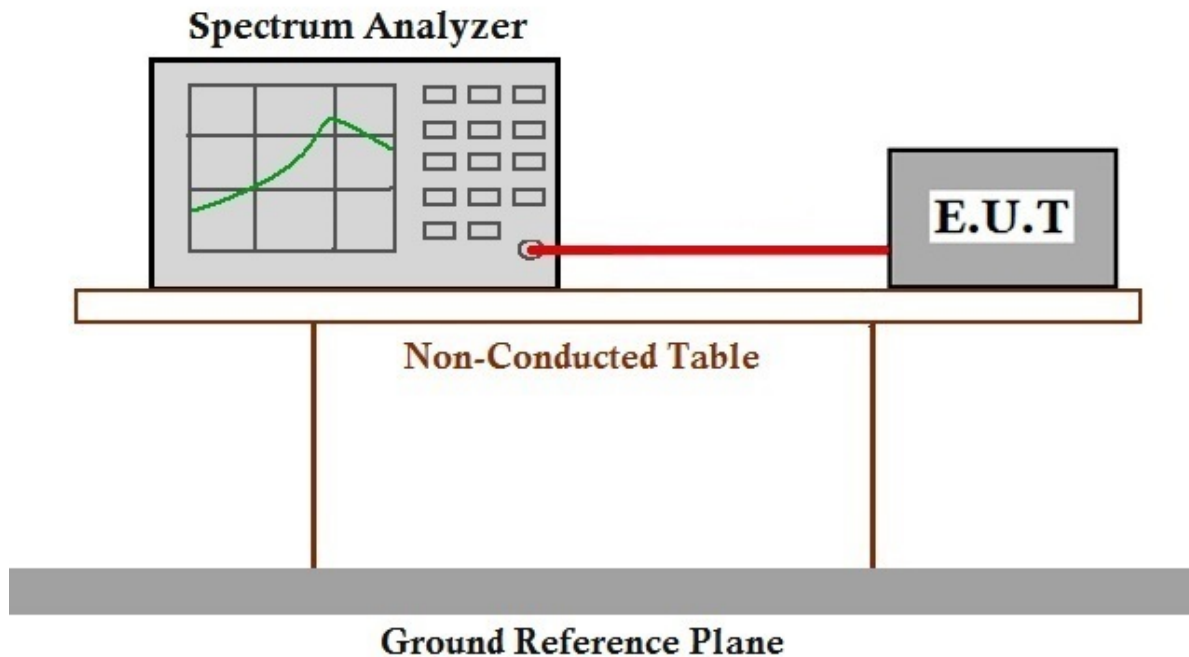 Spectrum Analyzer
E.U.T
Non-Conducted Table
Ground Reference Plane